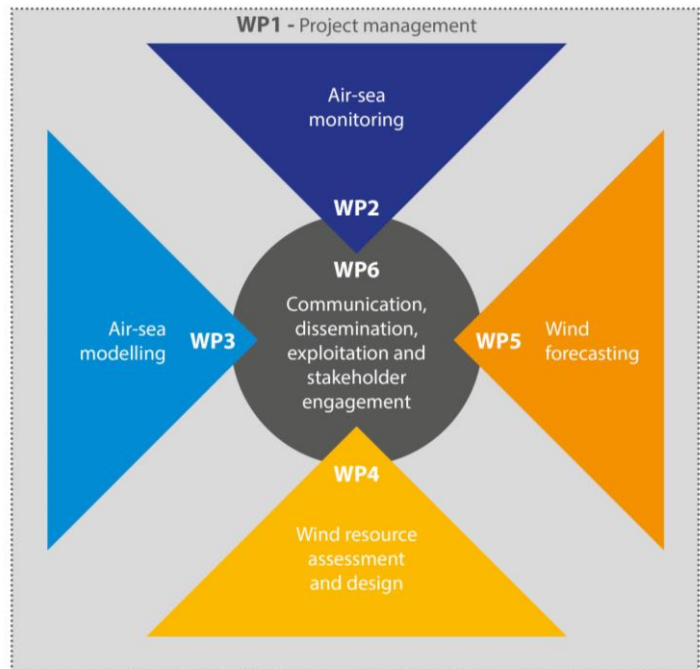 WP1 - Project management
Air-sea
monitoring
WP2
WP6
Communication,
dissemination,
exploitation and
stakeholder
engagement
Air-sea
modelling
WP3
WP5
Wind
forecasting
WP4
Wind resource
assessment
and design